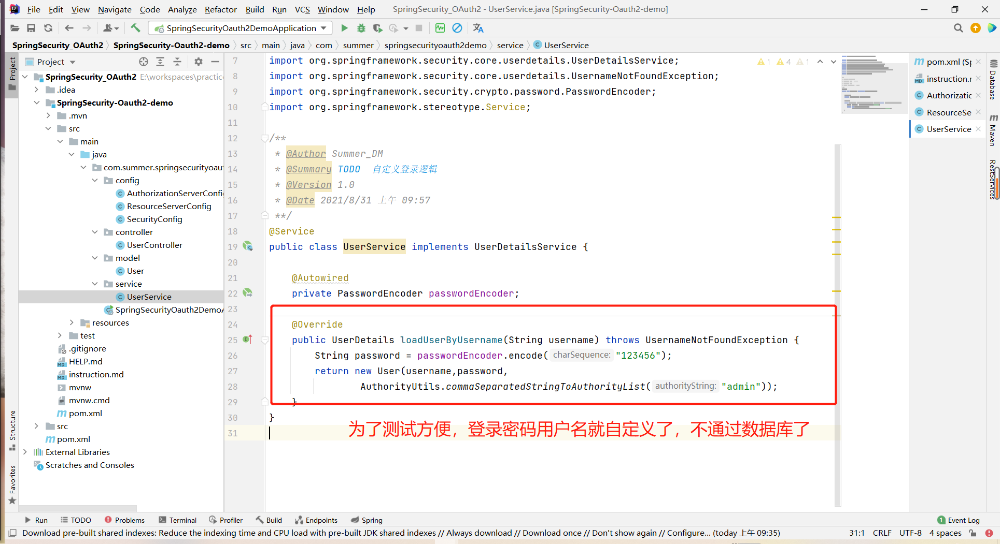 File Edit View Navigate Code Analyze Refactor Build Run VCS Window Help SpringSecurity_OAuth2 - UserService.java [SpringSecurity-Oauth2-demo]
SpringSecurityOauth2DemoApplication
SpringSecurity_OAuth2 SpringSecurity-Oauth2-demo src main java com summer springsecurityoauth2demo service UserService
Project
Project
SpringSecurity_OAuth2 E:\workspaces\practice
.idea
SpringSecurity-Oauth2-demo
.mvn
src
main
java
com.summer.springsecurityoaut
config
AuthorizationServerConfi
ResourceServerConfig
SecurityConfig
controller
UserController
model
User
service
UserService
SpringSecurityOauth2DemoA
resources
test
.gitignore
HELP.md
instruction.md
mvnw
mvnw.cmd
pom.xml
src
pom.xml
External Libraries
Scratches and Consoles
Structure
Favorites
7 import org.springframework.security.core.userdetails.UserDetailsService;
8 import org.springframework.security.core.userdetails.UsernameNotFoundException;
9 import org.springframework.security.crypto.password.PasswordEncoder;
10 import org.springframework.stereotype.Service;
11
12 /**
13 * @Author Summer_DM
14 * @Summary TODO 自定义登录逻辑
15 * @Version 1.0
16 * @Date 2021/8/31 上午 09:57
17 **/
18 @Service
19 public class UserService implements UserDetailsService {
20
21 @Autowired
22 private PasswordEncoder passwordEncoder;
23
24 @Override
25 public UserDetails loadUserByUsername(String username) throws UsernameNotFoundException {
26 String password = passwordEncoder.encode( charSequence: "123456");
27 return new User(username,password,
28 AuthorityUtils.commaSeparatedStringToAuthorityList( authorityString: "admin"));
29 }
30 }
31
为了测试方便，登录密码用户名就自定义了，不通过数据库了
1 4 1
pom.xml (Sp
instruction.r
Authorizatic
ResourceSe
UserService
Database
Maven
RestServices
Run TODO Problems Terminal Profiler Build Endpoints Spring 1 Event Log
Download pre-built shared indexes: Reduce the indexing time and CPU load with pre-built JDK shared indexes // Always download // Download once // Don't show again // Configure... (today 上午 09:35) 31:1 CRLF UTF-8 4 spaces